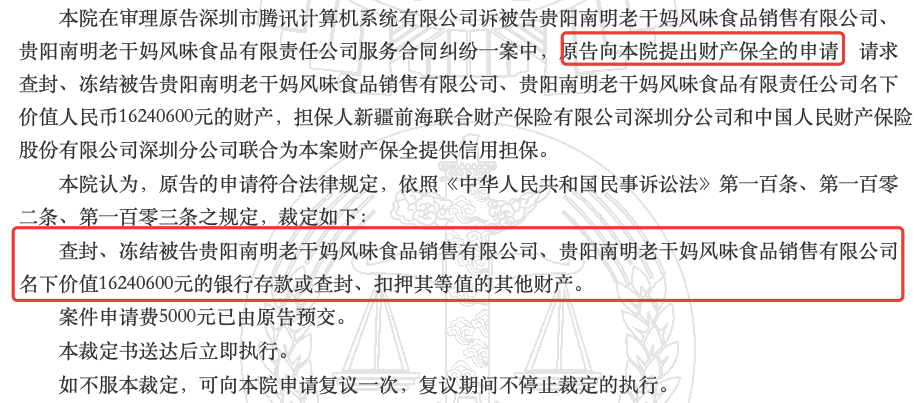 本院在审理原告深圳市腾讯计算机系统有限公司诉被告贵阳南明老干妈风味食品销售有限公司、
贵阳南明老干妈风味食品有限责任公司服务合同纠纷一案中，原告向本院提出财产保全的申请 请求
查封、冻结被告贵阳南明老干妈风味食品销售有限公司、贵阳南明老干妈风味食品有限责任公司名下
价值人民币16240600元的财产，担保人新疆前海联合财产保险有限公司深圳分公司和中国人民财产保险
股份有限公司深圳分公司联合为本案财产保全提供信用担保。
本院认为，原告的申请符合法律规定，依照《中华人民共和国民事诉讼法》第一百条、第一百零
二条、第一百零三条之规定，裁定如下：
查封、冻结被告贵阳南明老干妈风味食品销售有限公司、贵阳南明老干妈风味食品销售有限公司
名下价值16240600元的银行存款或查封、扣押其等值的其他财产。
案件申请费5000元已由原告预交。
本裁定书送达后立即执行。
如不服本裁定，可向本院申请复议一次，复议期间不停止裁定的执行。